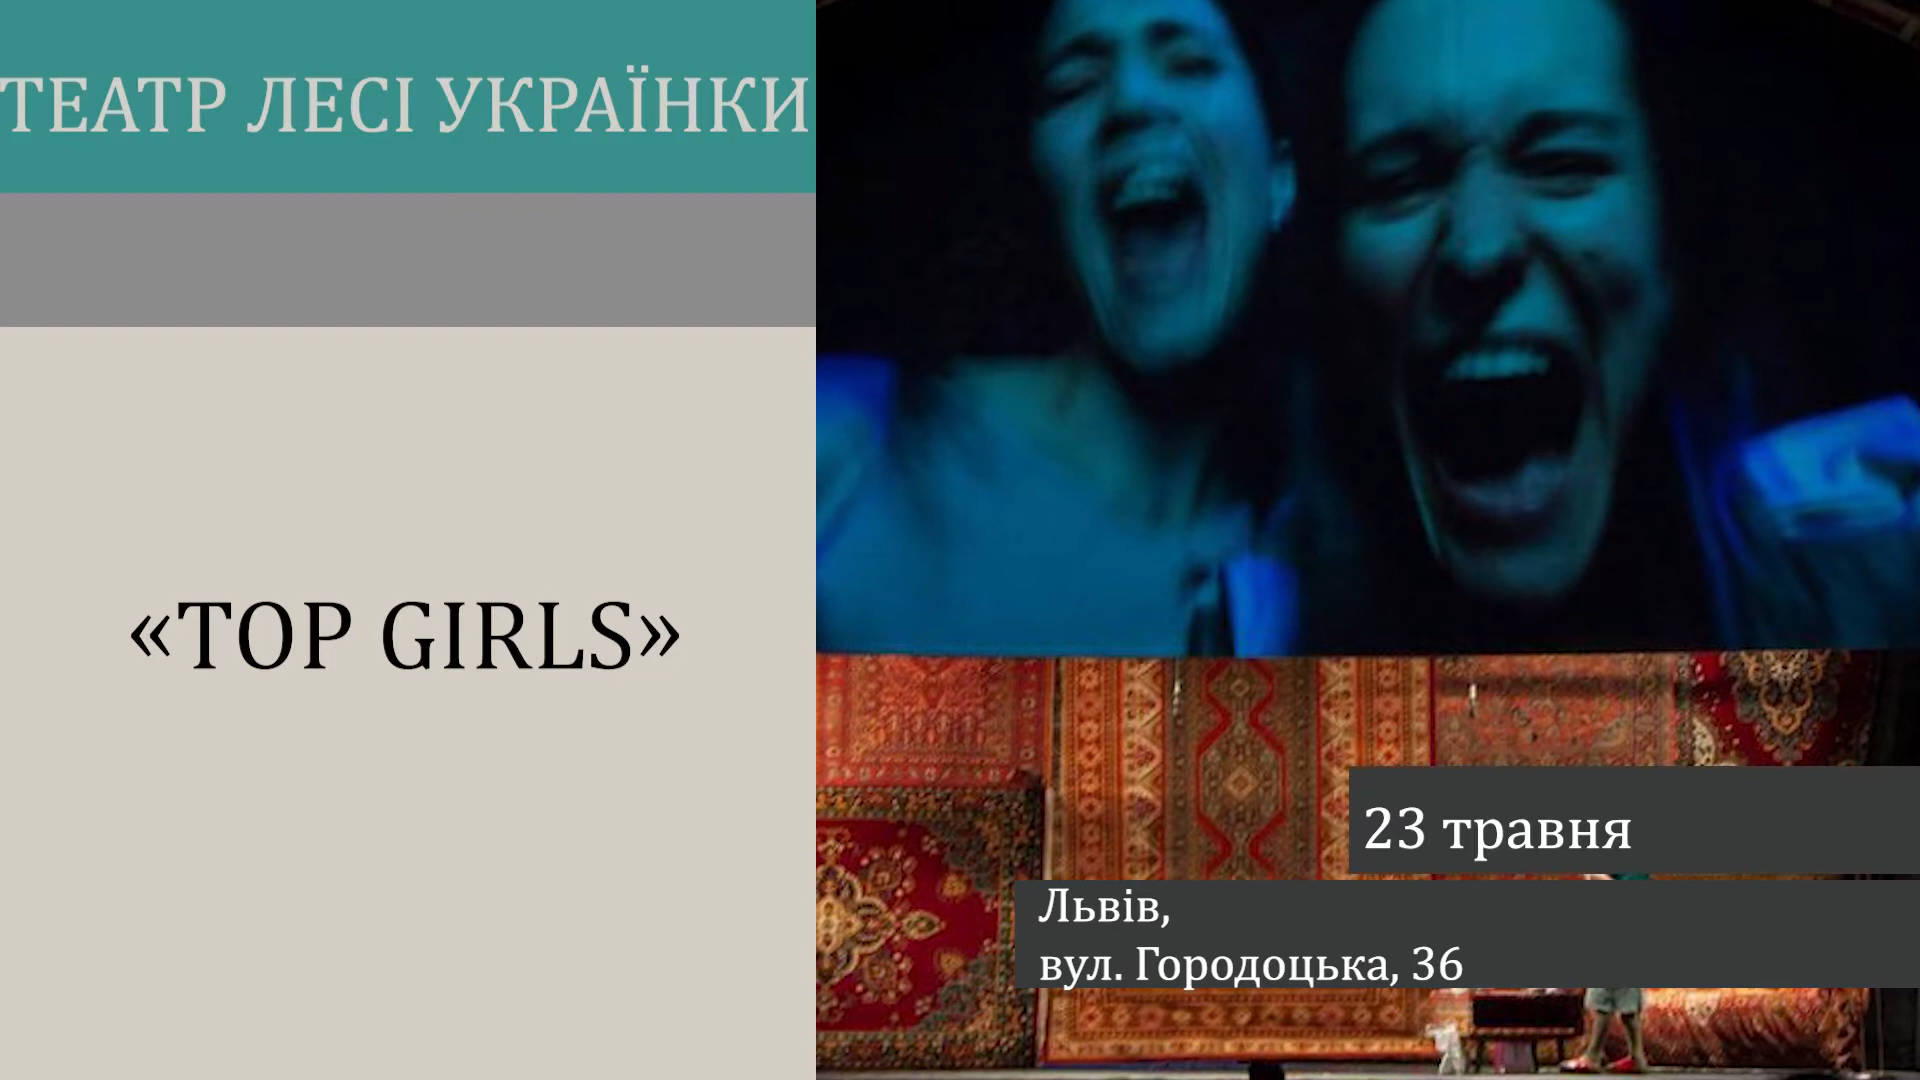 ТЕАТР ЛЕСІ УКРАЇНКИ
«TOP GIRLS»
23 травня
Львів,
вул. Городоцька, 36